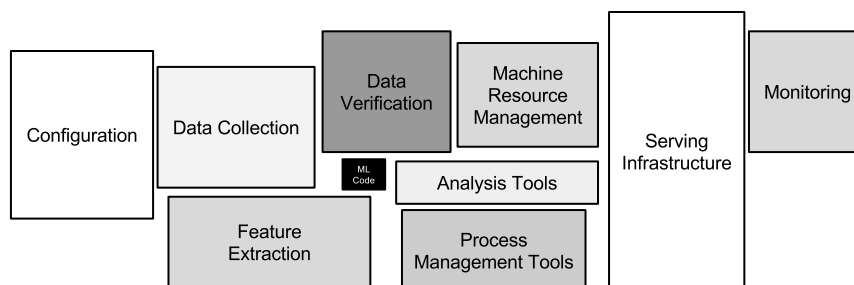 Configuration
Data Collection
Data
Verification
Machine
Resource
Management
Serving
Infrastructure
Monitoring
ML
Code
Analysis Tools
Feature
Extraction
Process
Management Tools